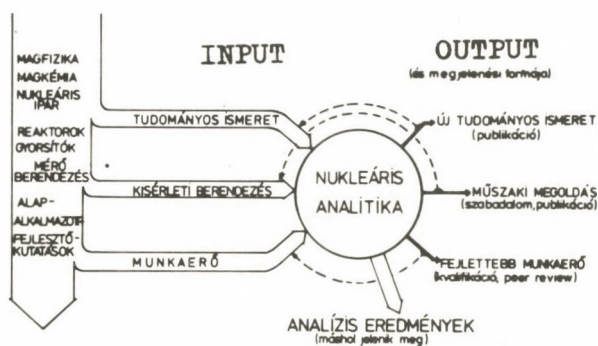 INPUT
OUTPUT
(és megjelenési formája)
MAGFIZIKA
MAGKÉMIA
NUKLEÁRIS
IPAR
REAKTOROK
GYORSÍTÓK
MÉRŐ
BERENDEZÉS
ALAP-
ALKALMAZOTT-
FEJLESZTŐ-
KUTATÁSOK
TUDOMÁNYOS ISMERET
KISÉRLETI BERENDEZÉS
MUNKAERŐ
NUKLEÁRIS
ANALITIKA
ÚJ TUDOMÁNYOS ISMERET
(publikáció)
MŰSZAKI MEGOLDÁS
(szabadalom, publikáció)
FEJLETTEBB MUNKAERŐ
(kvalifikáció, peer review)
ANALÍZIS EREDMÉNYEK
(máshol jelenik meg)